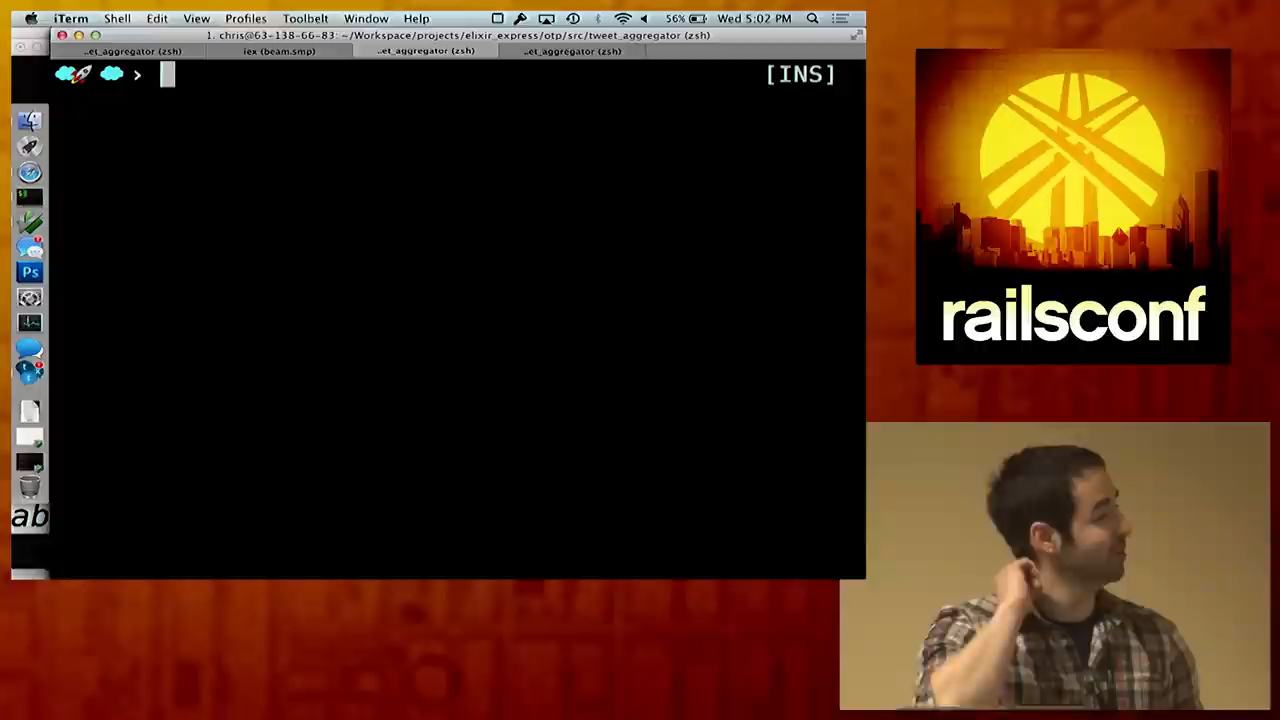 iTerm Shell Edit View Profiles Toolbelt Window Help 56% Wed 5:02 PM
1. chris@63-138-66-83: ~/Workspace/projects/elixir_express/otp/src/tweet_aggregator (zsh)
..et_aggregator (zsh) iex (beam.smp) ..et_aggregator (zsh) ..et_aggregator (zsh)
› [INS]
Ps
ab
railsconf